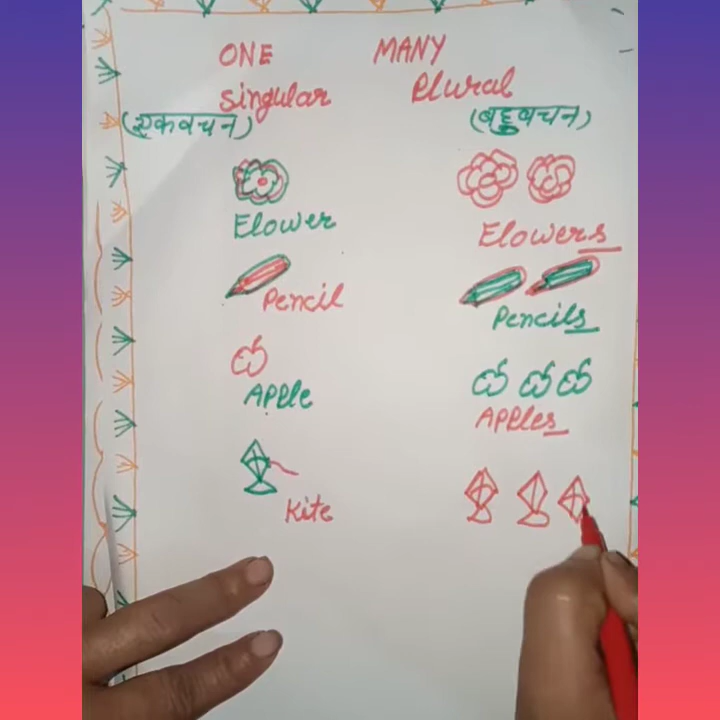 ONE MANY
Singular Plural
(एकवचन) (बहुवचन)
Flower Flowers
Pencil Pencils
Apple Apples
Kite